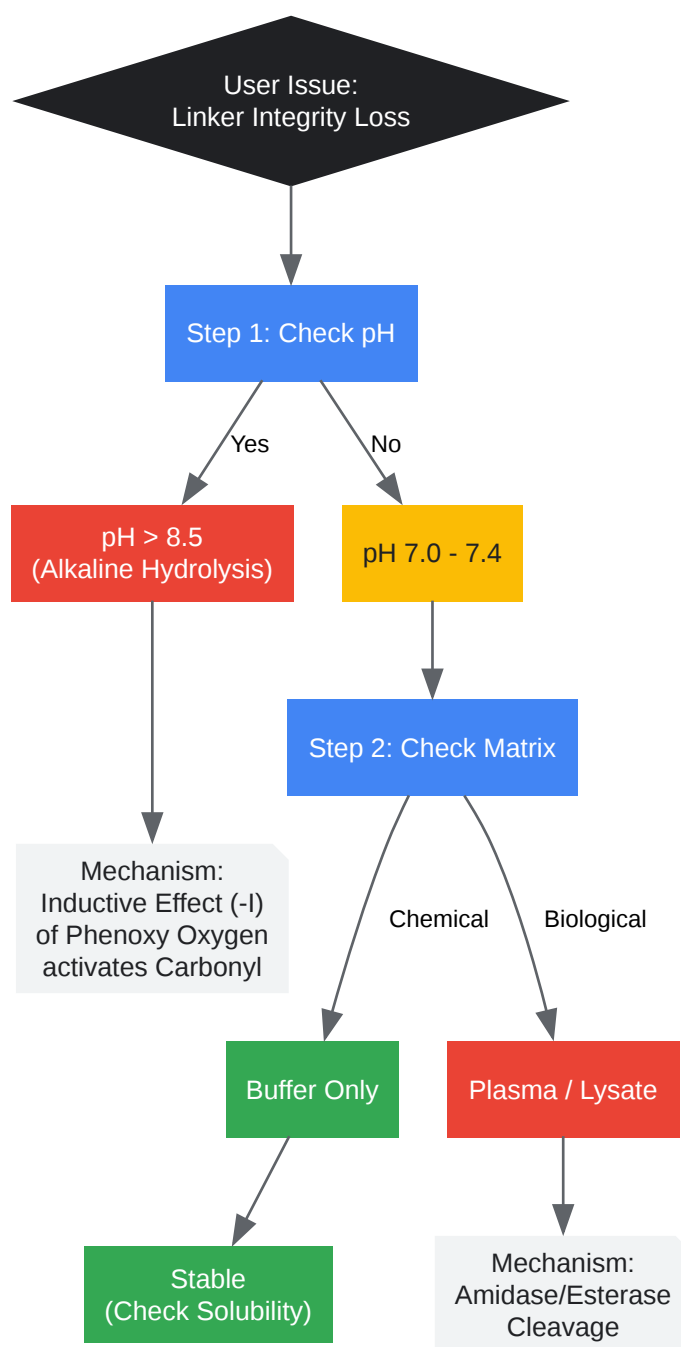 User Issue:
Linker Integrity Loss
Step 1: Check pH
Yes
No
pH > 8.5
(Alkaline Hydrolysis)
pH 7.0 - 7.4
Step 2: Check Matrix
Mechanism:
Inductive Effect (-I)
of Phenoxy Oxygen
activates Carbonyl
Chemical
Biological
Buffer Only
Plasma / Lysate
Stable
(Check Solubility)
Mechanism:
Amidase/Esterase
Cleavage